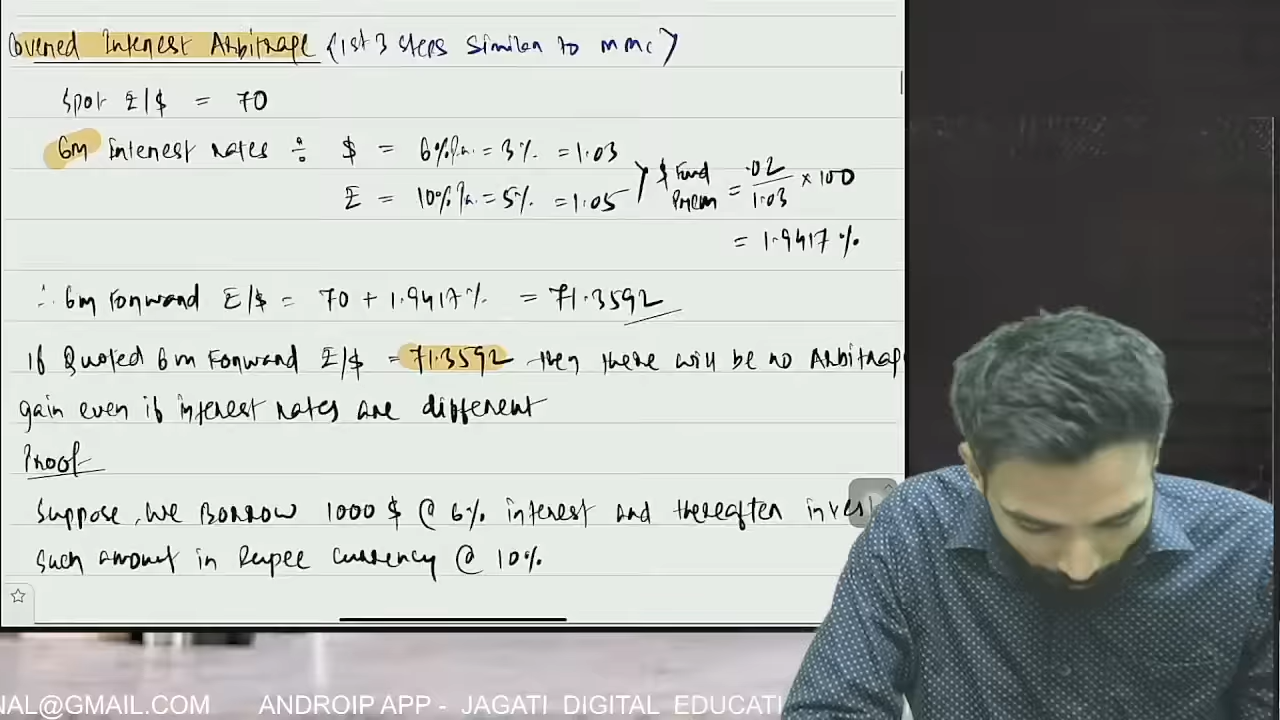 Covered Interest Arbitrage (1st 3 steps similar to MMC)
Spot ₹/$ = 70
6m Interest rates ÷ $ = 6% P.a. = 3% = 1.03
₹ = 10% P.a. = 5% = 1.05
$ Fwd Prem = .02/1.03 × 100
= 1.9417 %
∴ 6m Forward ₹/$ = 70 + 1.9417% = 71.3592
If Quoted 6m Forward ₹/$ = 71.3592 then there will be no Arbitrag
gain even if interest rates are different
Proof
Suppose, We Borrow 1000 $ @ 6% interest and thereafter invest
such amount in Rupee currency @ 10%
NAL@GMAIL.COM ANDROIP APP - JAGATI DIGITAL EDUCATI